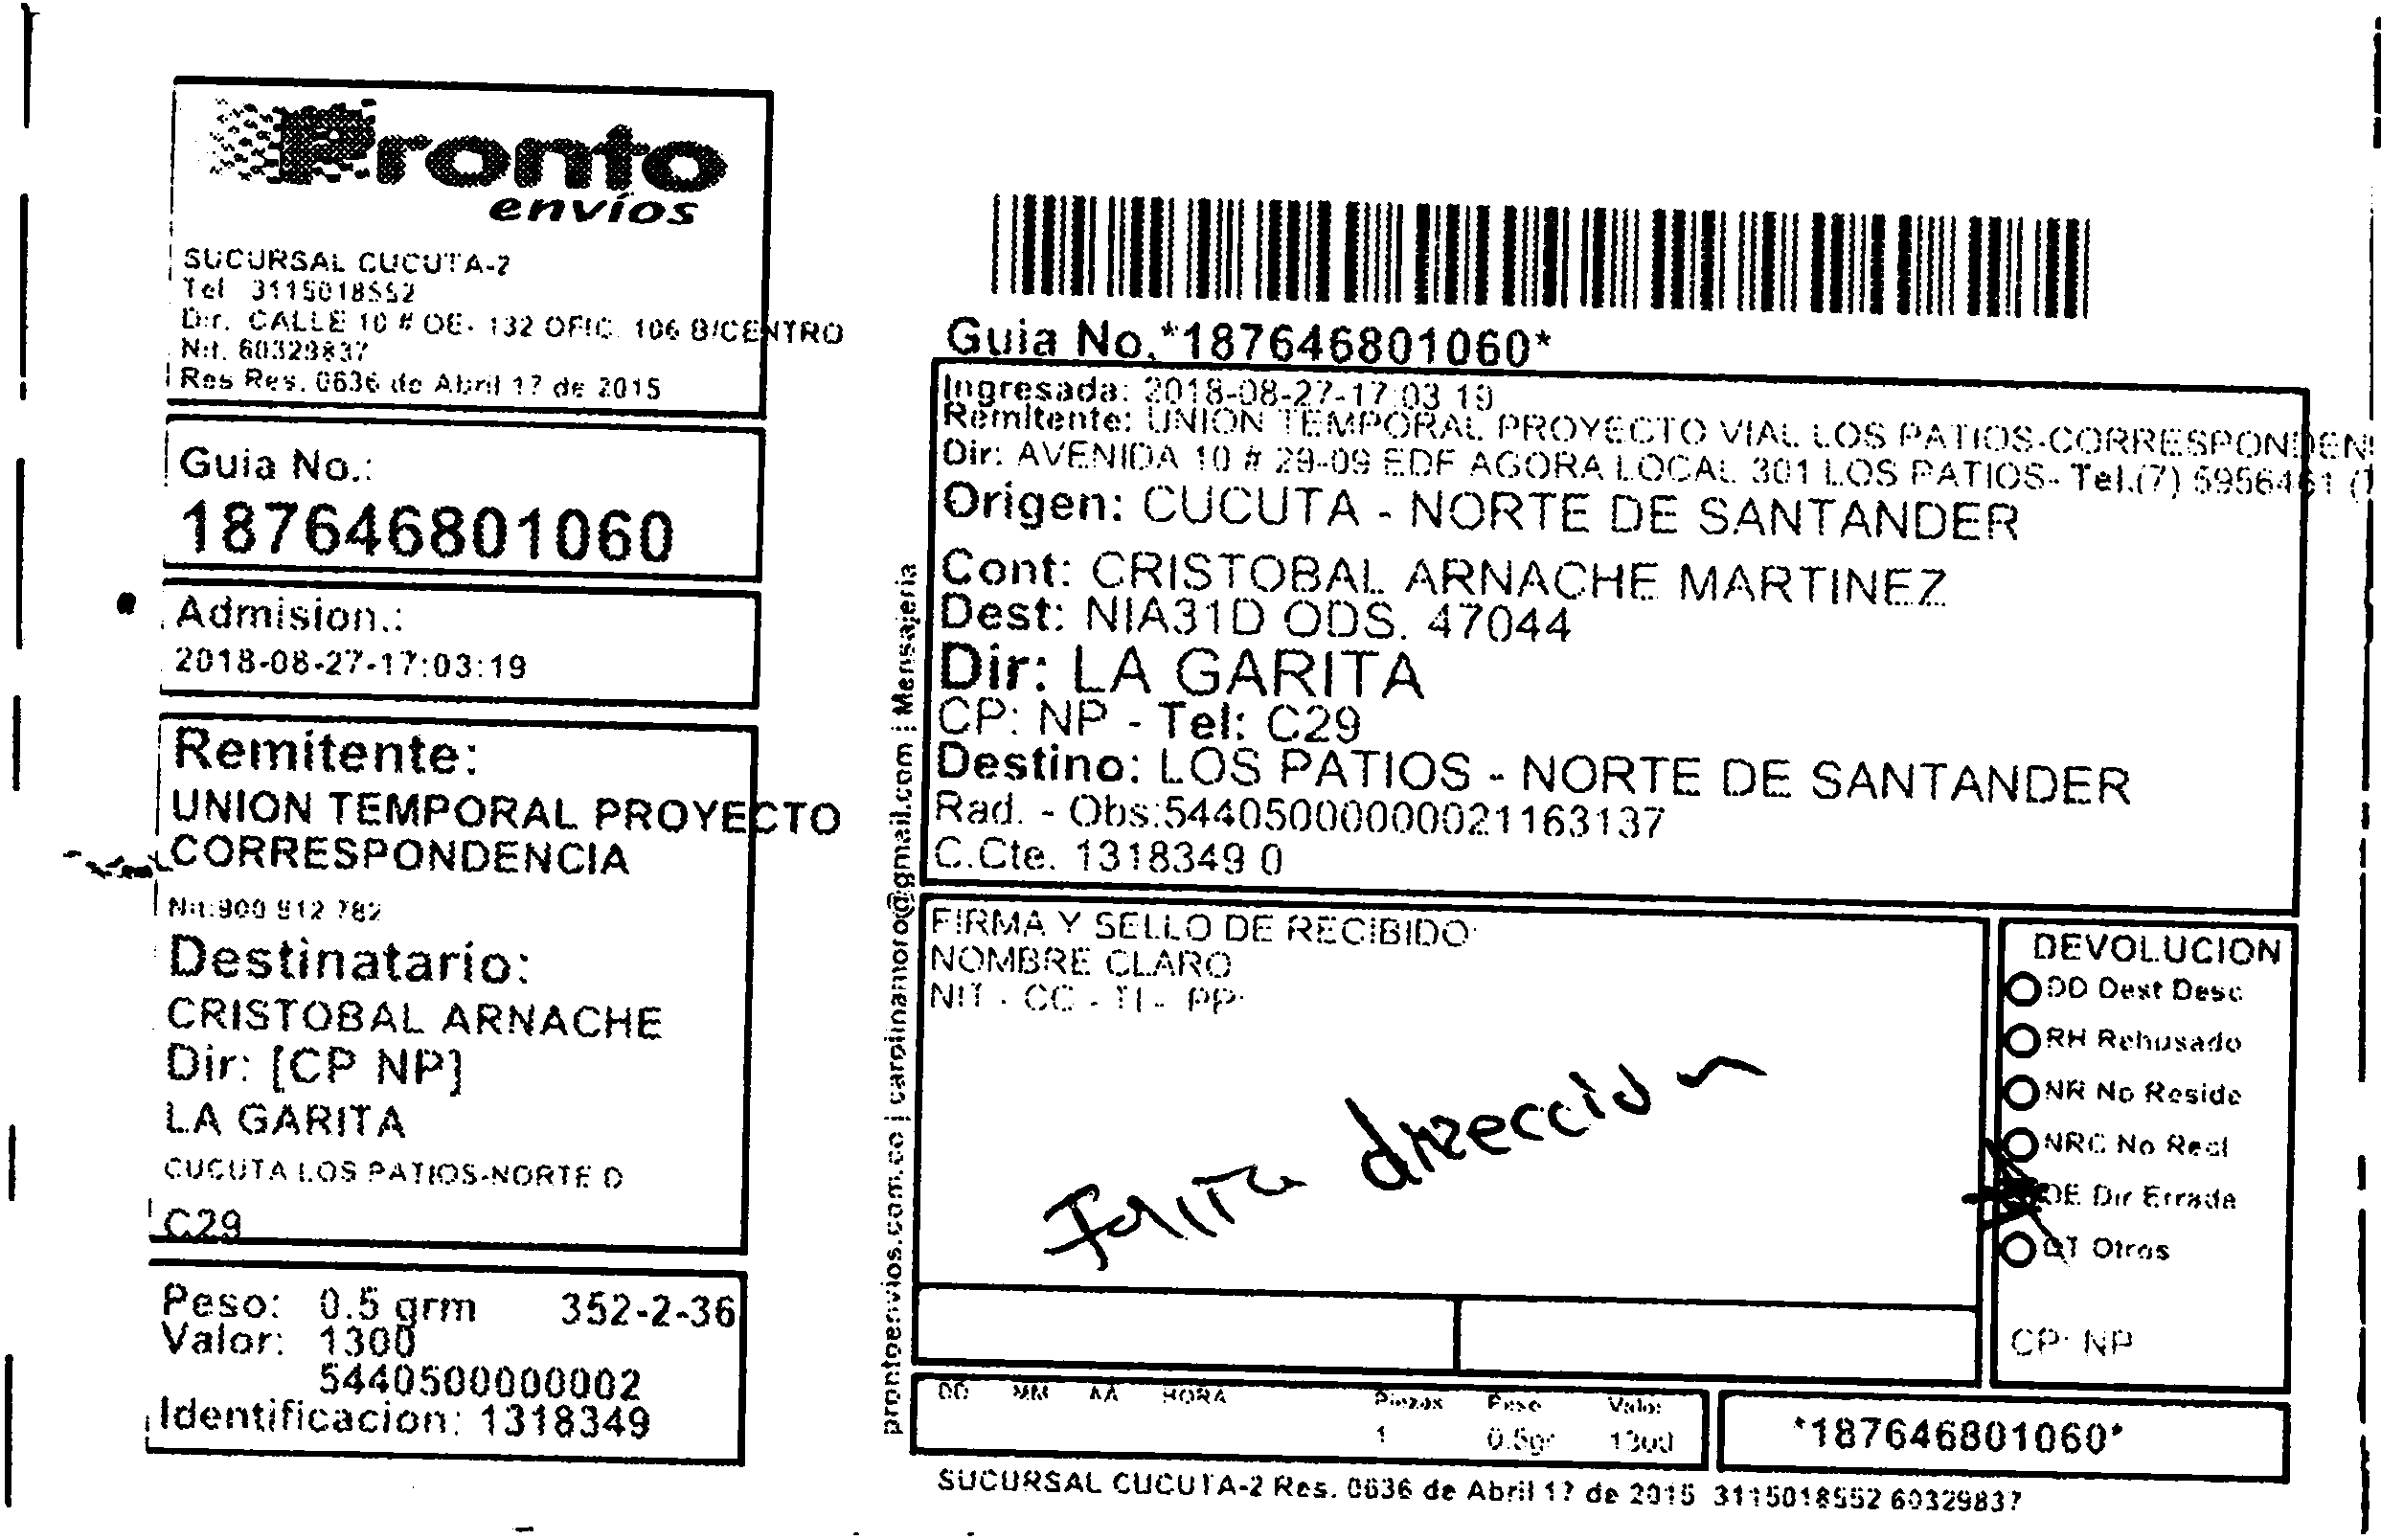 Pronto
envíos
SUCURSAL CUCUTA-2
Tel 3115018552
Dir. CALLE 10 # OE- 132 OFIC. 106 B/CENTRO
Nit. 60329837
Res Res. 0636 de Abril 17 de 2015
Guia No.:
187646801060
Admision.:
2018-08-27-17:03:19
Remitente:
UNION TEMPORAL PROYECTO
CORRESPONDENCIA
Nit:900 912 782
Destinatario:
CRISTOBAL ARNACHE
Dir: [CP NP]
LA GARITA
CUCUTA LOS PATIOS-NORTE D
C29
Peso: 0.5 grm 352-2-36
Valor: 1300
5440500000002
Identificacion: 1318349
prontoenvios.com.co | carolinamoro@gmail.com | Mensajeria
Guia No.*187646801060*
Ingresada: 2018-08-27-17:03 19
Remitente: UNION TEMPORAL PROYECTO VIAL LOS PATIOS-CORRESPONDEN
Dir: AVENIDA 10 # 29-09 EDF AGORA LOCAL 301 LOS PATIOS- Tel.(7) 5956461 (
Origen: CUCUTA - NORTE DE SANTANDER
Cont: CRISTOBAL ARNACHE MARTINEZ
Dest: NIA31D ODS. 47044
Dir: LA GARITA
CP: NP - Tel: C29
Destino: LOS PATIOS - NORTE DE SANTANDER
Rad. - Obs:544050000000021163137
C.Cte. 1318349 0
FIRMA Y SELLO DE RECIBIDO:
NOMBRE CLARO
NIT - CC - TI - PP:
Falta dirección
DEVOLUCION
DD Dest Desc
RH Rehusado
NR No Reside
NRC No Recl
DE Dir Errada
OT Otros
CP: NP
DD MM AA HORA Piezas Peso Valor
1 0.5gr 1300
*187646801060*
SUCURSAL CUCUTA-2 Res. 0636 de Abril 17 de 2015 3115018552 60329837